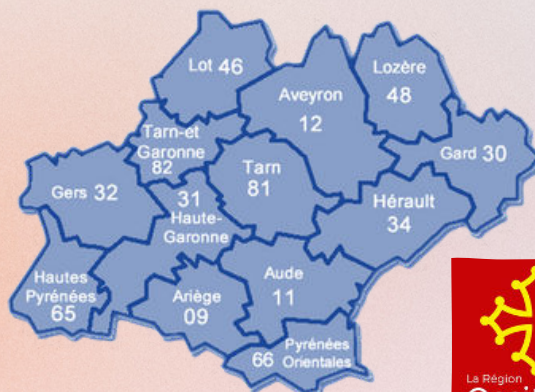 Lot 46
Lozère
48
Aveyron
12
Tarn-et
Garonne
82
Gard 30
Gers 32
31
Haute-
Garonne
Tarn
81
Hérault
34
Hautes
Pyrénées
65
Ariège
09
Aude
11
66 Pyrénées
Orientales
La Région